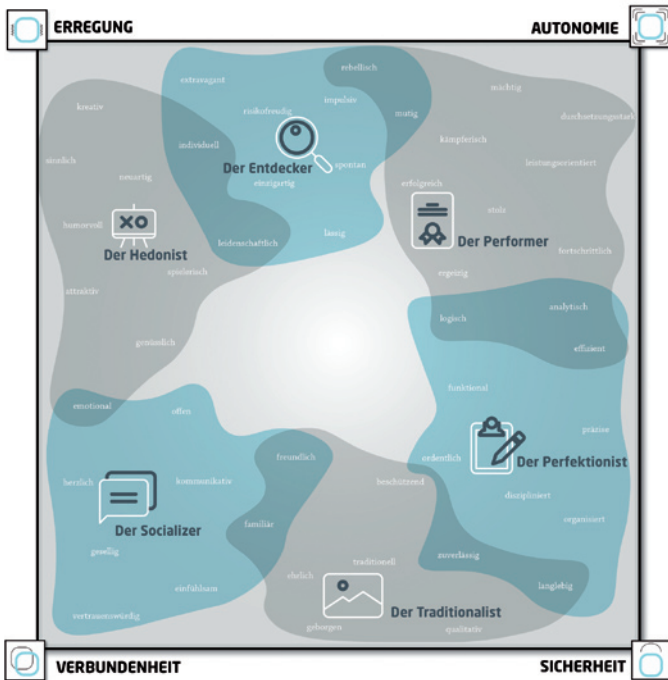 ERREGUNG
AUTONOMIE
rebellisch
extravagant
mächtig
impulsiv
kreativ
risikofreudig
mutig
durchsetzungsstark
kämpferisch
individuell
sinnlich
leistungsorientiert
spontan
Der Entdecker
neuartig
einzigartig
erfolgreich
stolz
humorvoll
XO
lässig
Der Performer
leidenschaftlich
Der Hedonist
fortschrittlich
spielerisch
ergeizig
attraktiv
analytisch
logisch
genüsslich
effizient
funktional
emotional
offen
präzise
freundlich
ordentlich
Der Perfektionist
herzlich
kommunikativ
beschützend
diszipliniert
organisiert
familiär
Der Socializer
gesellig
zuverlässig
traditionell
ehrlich
einfühlsam
langlebig
Der Traditionalist
vertrauenswürdig
geborgen
qualitativ
VERBUNDENHEIT
SICHERHEIT